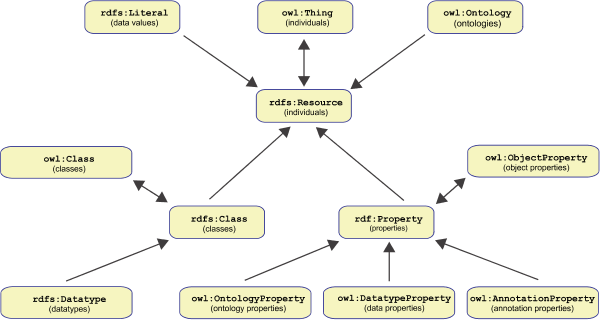 rdfs:Literal
(data values)
owl:Thing
(individuals)
owl:Ontology
(ontologies)
rdfs:Resource
(individuals)
owl:Class
(classes)
owl:ObjectProperty
(object properties)
rdfs:Class
(classes)
rdf:Property
(properties)
rdfs:Datatype
(datatypes)
owl:OntologyProperty
(ontology properties)
owl:DatatypeProperty
(data properties)
owl:AnnotationProperty
(annotation properties)